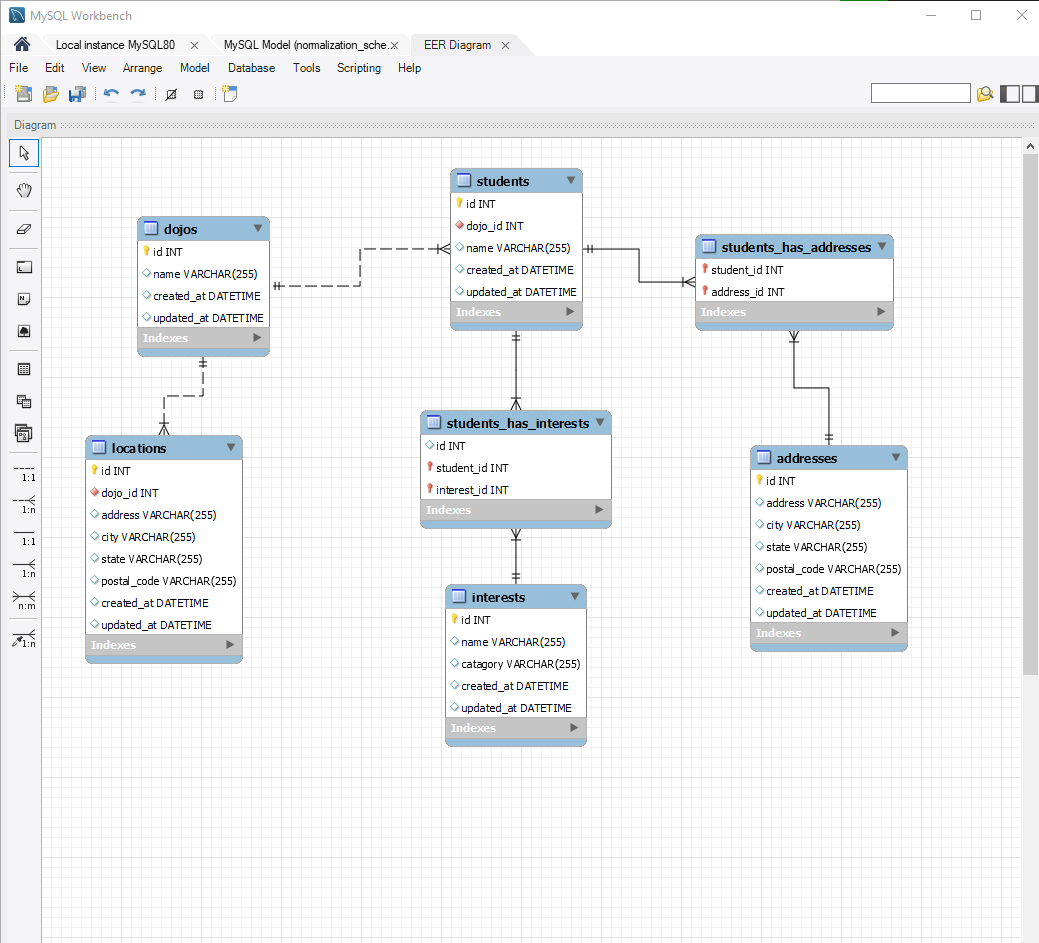 MySQL Workbench
Local instance MySQL80
MySQL Model (nomalization_sche...
EER Diagram
File Edit View Arrange Model Database Tools Scripting Help
Diagram
1:1
1:n
1:1
1:n
n:m
1:n
dojos
id INT
name VARCHAR(255)
created_at DATETIME
updated_at DATETIME
Indexes
students
id INT
dojo_id INT
name VARCHAR(255)
created_at DATETIME
updated_at DATETIME
Indexes
students_has_addresses
student_id INT
address_id INT
Indexes
locations
id INT
dojo_id INT
address VARCHAR(255)
city VARCHAR(255)
state VARCHAR(255)
postal_code VARCHAR(255)
created_at DATETIME
updated_at DATETIME
Indexes
students_has_interests
id INT
student_id INT
interest_id INT
Indexes
interests
id INT
name VARCHAR(255)
catagory VARCHAR(255)
created_at DATETIME
updated_at DATETIME
Indexes
addresses
id INT
address VARCHAR(255)
city VARCHAR(255)
state VARCHAR(255)
postal_code VARCHAR(255)
created_at DATETIME
updated_at DATETIME
Indexes